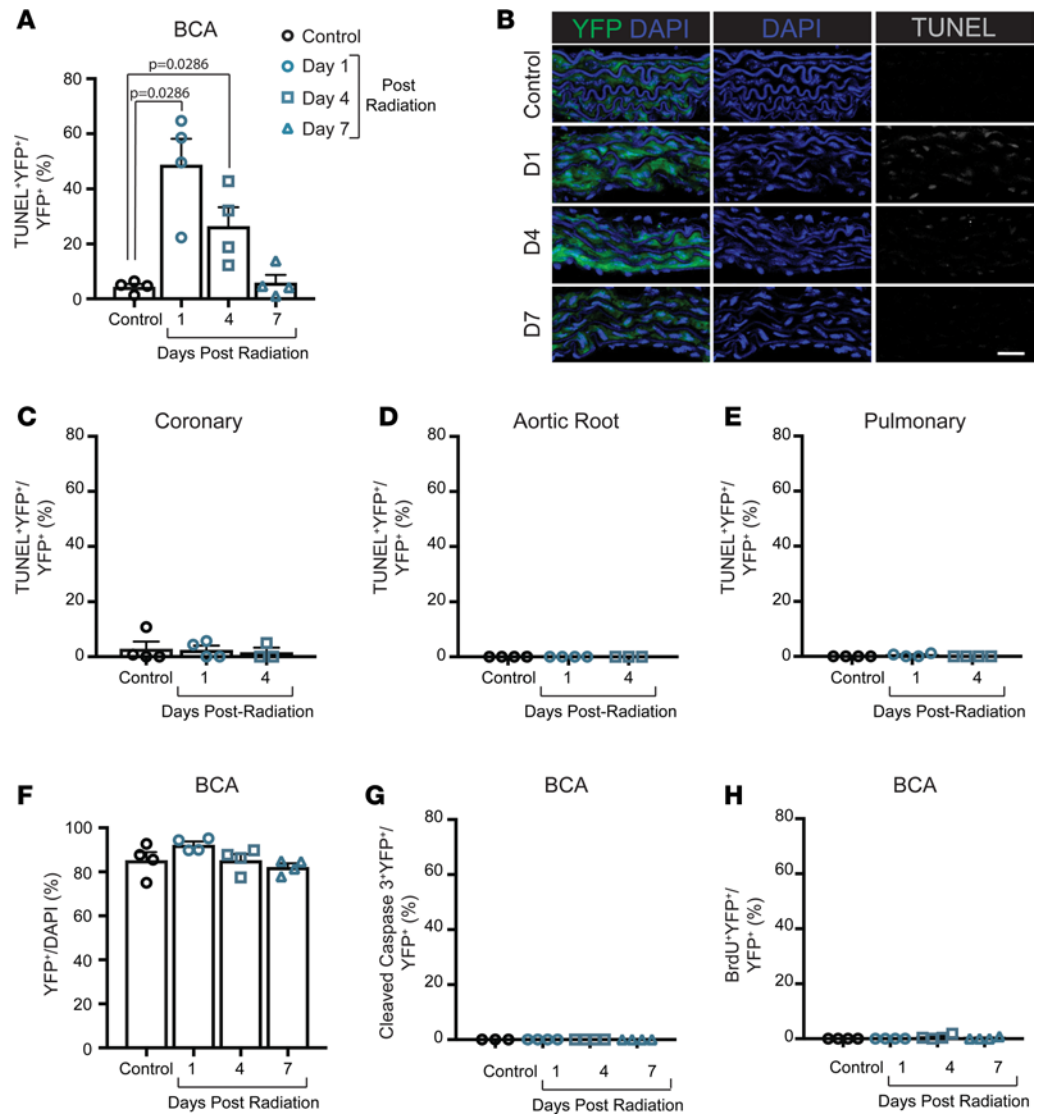 A
BCA
Control
Day 1
Day 4
Day 7
Post
Radiation
p=0.0286
p=0.0286
TUNEL⁺YFP⁺/
YFP⁺ (%)
80
60
40
20
0
Control 1 4 7
Days Post Radiation
B
YFP DAPI DAPI TUNEL
Control
D1
D4
D7
C
Coronary
TUNEL⁺YFP⁺/
YFP⁺ (%)
80
60
40
20
0
Control 1 4
Days Post-Radiation
D
Aortic Root
TUNEL⁺YFP⁺/
YFP⁺ (%)
80
60
40
20
0
Control 1 4
Days Post-Radiation
E
Pulmonary
TUNEL⁺YFP⁺/
YFP⁺ (%)
80
60
40
20
0
Control 1 4
Days Post-Radiation
F
BCA
YFP⁺/DAPI (%)
100
80
40
60
80
0
Control 1 4 7
Days Post Radiation
G
BCA
Cleaved Caspase 3⁺YFP⁺/
YFP⁺ (%)
80
60
40
20
0
Control 1 4 7
Days Post Radiation
H
BCA
BrdU⁺YFP⁺/
YFP⁺ (%)
80
60
40
20
0
Control 1 4 7
Days Post Radiation